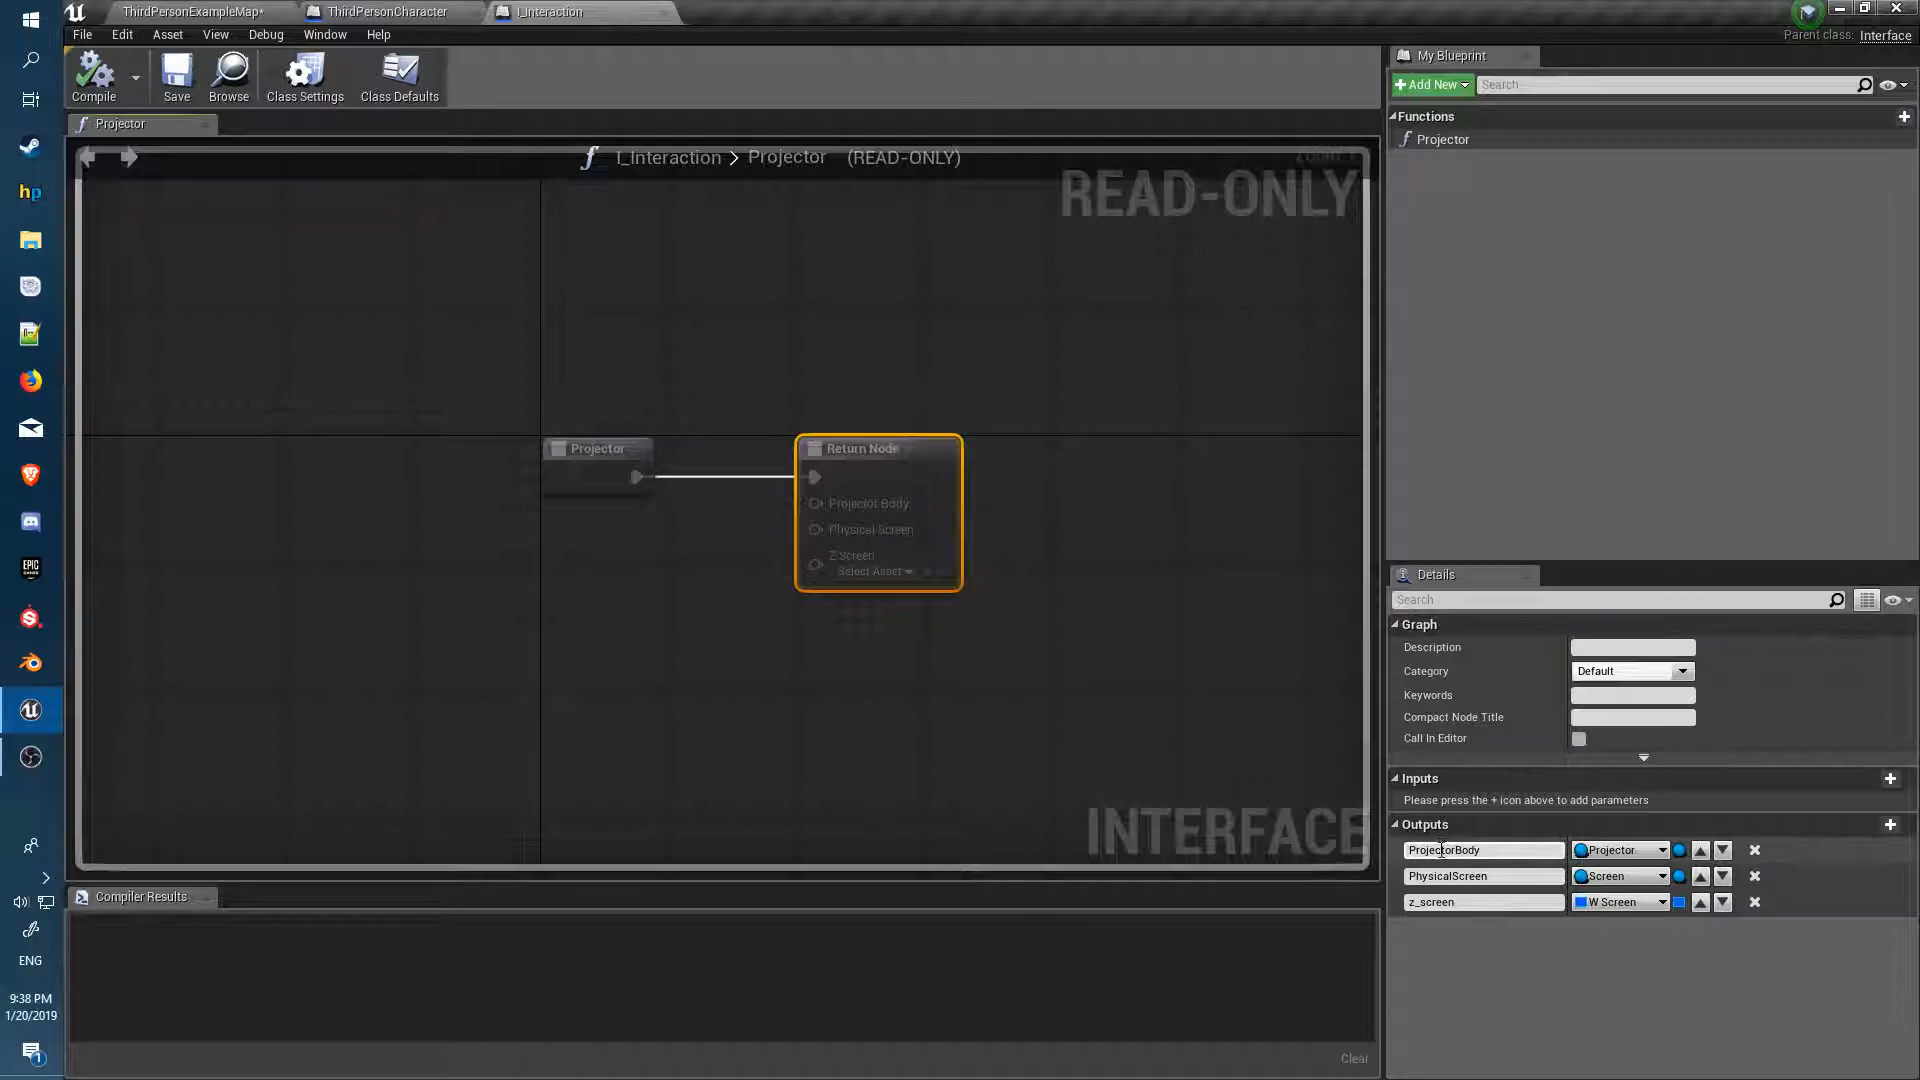 ThirdPersonExampleMap*
ThirdPersonCharacter
I_Interaction
File Edit Asset View Debug Window Help
Parent class: Interface
Compile
Save
Browse
Class Settings
Class Defaults
Projector
I_Interaction > Projector (READ-ONLY)
READ-ONLY
Projector
Return Node
Projector Body
Physical Screen
Z Screen
Select Asset
INTERFACE
Compiler Results
Clear
My Blueprint
+ Add New
Search
Functions
Projector
Details
Search
Graph
Description
Category
Default
Keywords
Compact Node Title
Call In Editor
Inputs
Please press the + icon above to add parameters
Outputs
ProjectorBody Projector
PhysicalScreen Screen
z_screen W Screen
hp
EPIC
GAMES
ENG
9:38 PM
1/20/2019
1